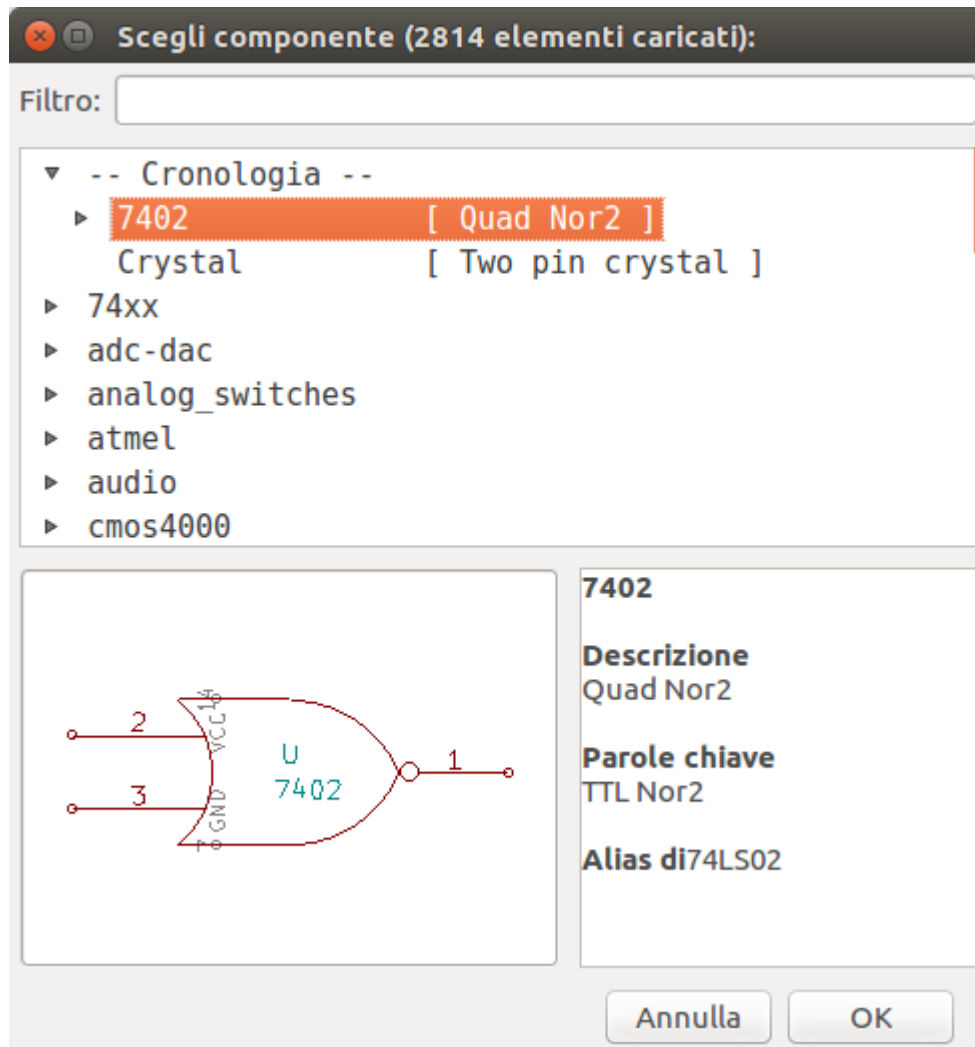 Scegli componente (2814 elementi caricati):
Filtro:
-- Cronologia --
7402 [ Quad Nor2 ]
Crystal [ Two pin crystal ]
74xx
adc-dac
analog_switches
atmel
audio
cmos4000
2
3
14
VCC
GND
7
U
7402
1
7402
Descrizione
Quad Nor2
Parole chiave
TTL Nor2
Alias di74LS02
Annulla
OK